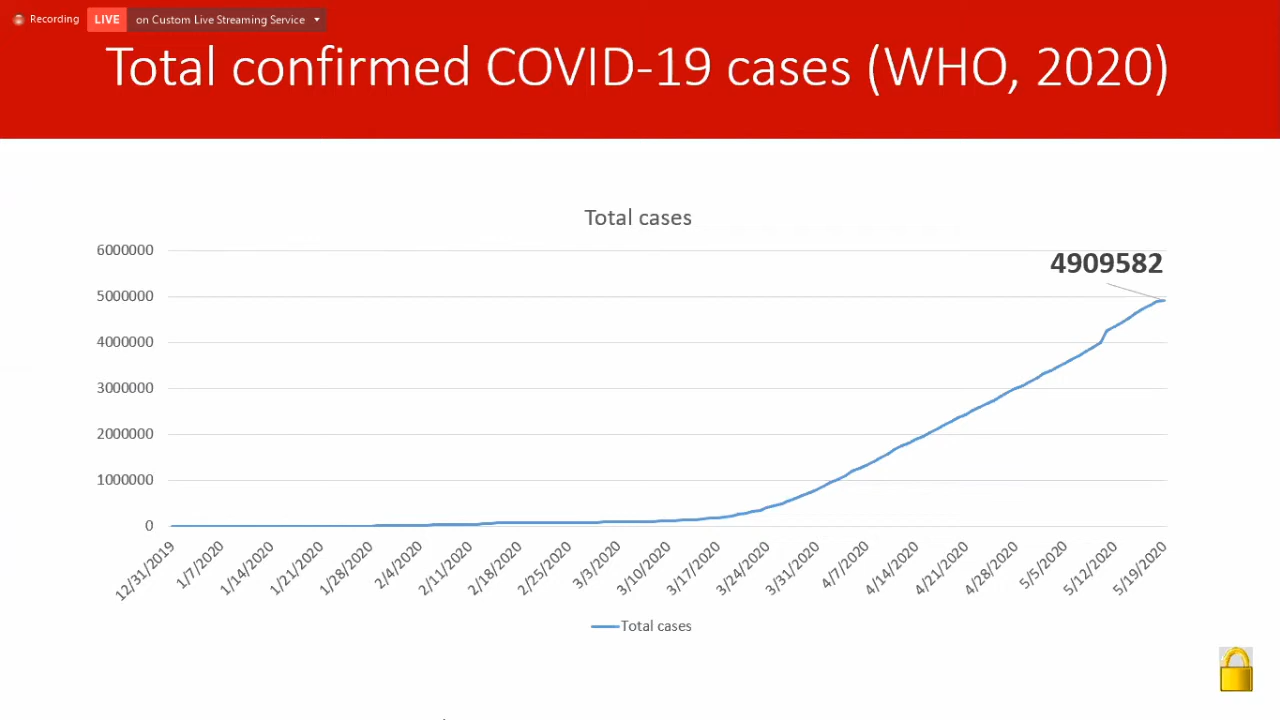 Recording LIVE on Custom Live Streaming Service
Total confirmed COVID-19 cases (WHO, 2020)
Total cases
6000000
5000000
4000000
3000000
2000000
1000000
0
4909582
12/31/2019 1/7/2020 1/14/2020 1/21/2020 1/28/2020 2/4/2020 2/11/2020 2/18/2020 2/25/2020 3/3/2020 3/10/2020 3/17/2020 3/24/2020 3/31/2020 4/7/2020 4/14/2020 4/21/2020 4/28/2020 5/5/2020 5/12/2020 5/19/2020
Total cases